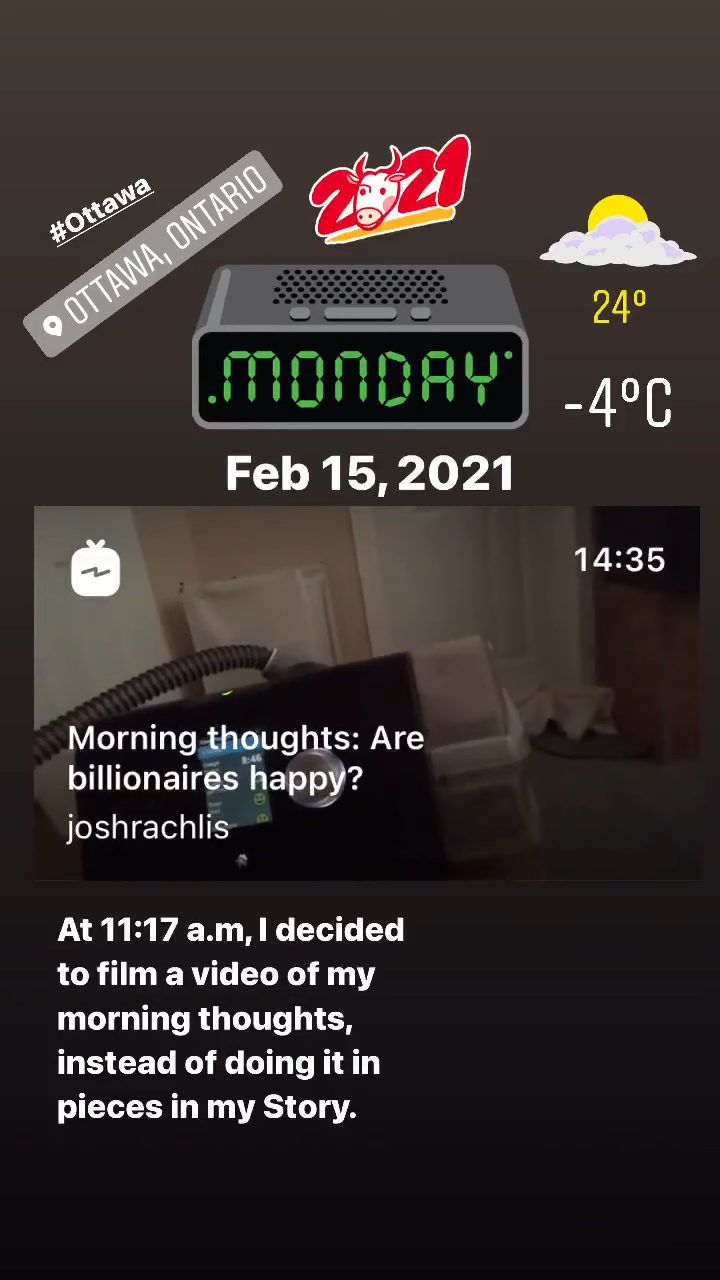 #Ottawa
OTTAWA, ONTARIO
2021
24°
MONDAY
-4°C
Feb 15, 2021
14:35
Morning thoughts: Are
billionaires happy?
joshrachlis
8:46
At 11:17 a.m, I decided
to film a video of my
morning thoughts,
instead of doing it in
pieces in my Story.